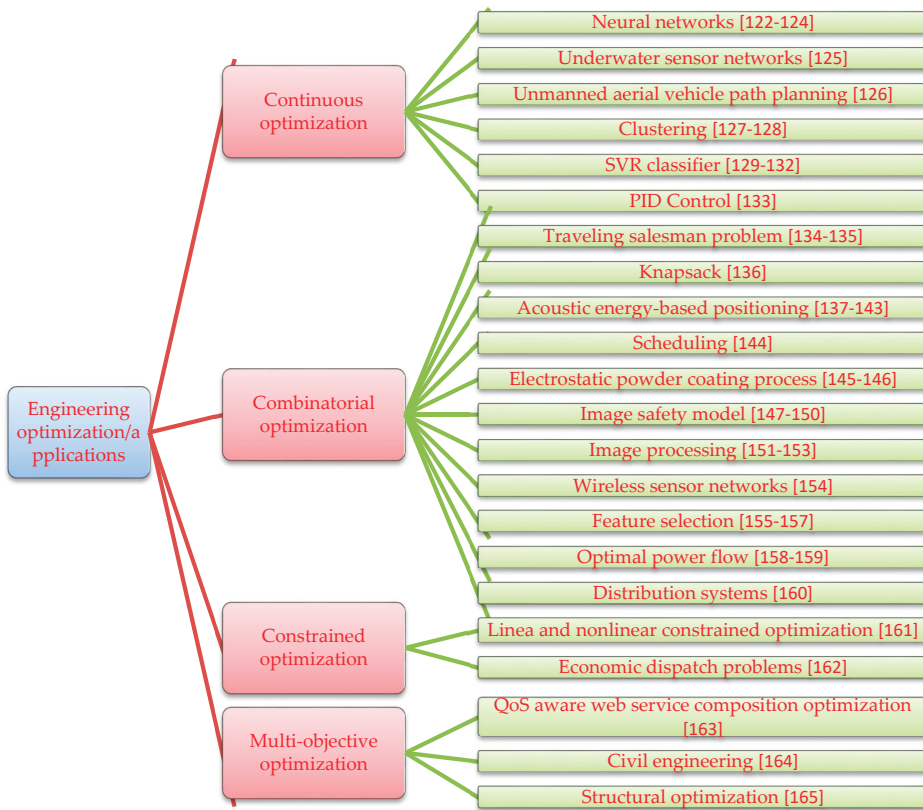 Engineering
optimization/a
pplications
Continuous
optimization
Neural networks [122-124]
Underwater sensor networks [125]
Unmanned aerial vehicle path planning [126]
Clustering [127-128]
SVR classifier [129-132]
PID Control [133]
Combinatorial
optimization
Traveling salesman problem [134-135]
Knapsack [136]
Acoustic energy-based positioning [137-143]
Scheduling [144]
Electrostatic powder coating process [145-146]
Image safety model [147-150]
Image processing [151-153]
Wireless sensor networks [154]
Feature selection [155-157]
Optimal power flow [158-159]
Distribution systems [160]
Constrained
optimization
Linea and nonlinear constrained optimization [161]
Economic dispatch problems [162]
Multi-objective
optimization
QoS aware web service composition optimization
[163]
Civil engineering [164]
Structural optimization [165]